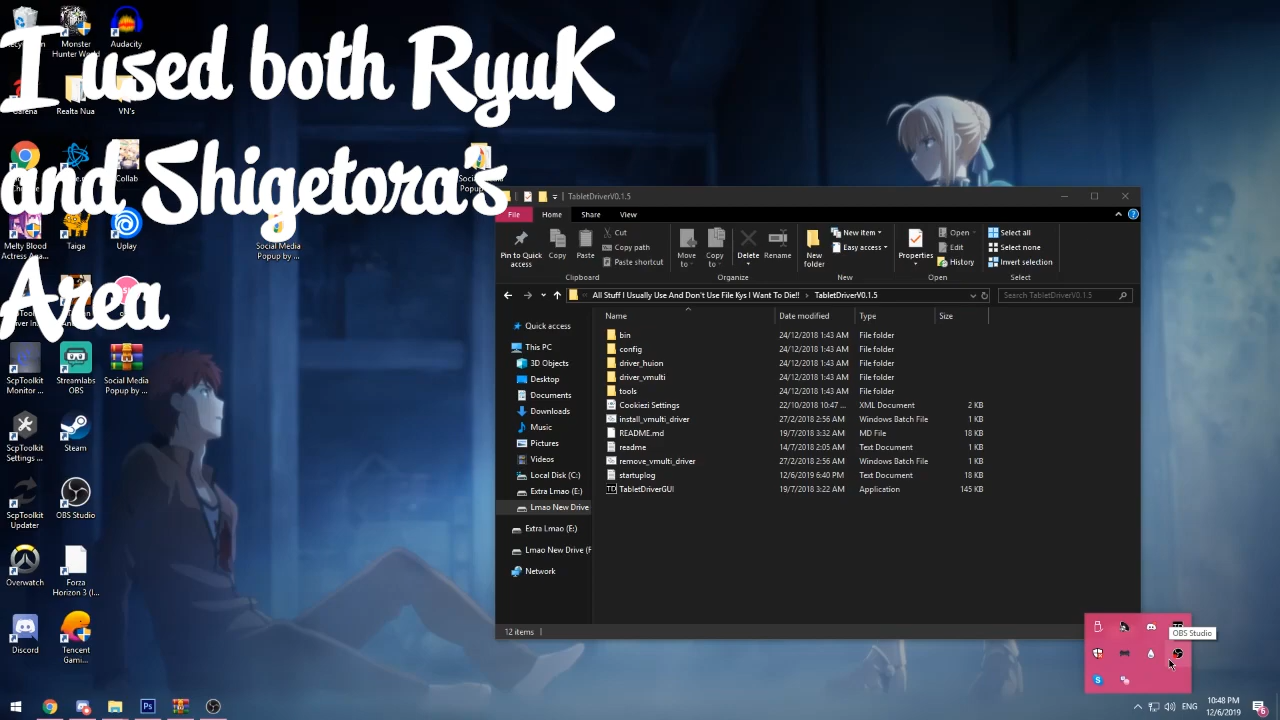 I used both RyuK
and Shigetora's
Area
Monster
Hunter World
Audacity
Realta Nua
VN's
Collab
Melty Blood
Actress Aga...
Taiga
Uplay
Social Media
Popup by ...
ScpToolkit
Monitor ...
Streamlabs
OBS
Social Media
Popup by ...
ScpToolkit
Settings ...
Steam
ScpToolkit
Updater
OBS Studio
Overwatch
Forza
Horizon 3 (I...
Discord
Tencent
Gami...
TabletDriverV0.1.5
File
Home
Share
View
Pin to Quick
access
Copy
Paste
Cut
Copy path
Paste shortcut
Clipboard
Move
to
Copy
to
Delete
Rename
Organize
New
folder
New item
Easy access
New
Properties
Open
Edit
History
Open
Select all
Select none
Invert selection
Select
« All Stuff I Usually Use And Don't Use File Kys I Want To Die!! > TabletDriverV0.1.5
Search TabletDriverV0.1.5
Name Date modified Type Size
Quick access
This PC
3D Objects
Desktop
Documents
Downloads
Music
Pictures
Videos
Local Disk (C:)
Extra Lmao (E:)
Lmao New Drive
Extra Lmao (E:)
Lmao New Drive (F
Network
bin 24/12/2018 1:43 AM File folder
config 24/12/2018 1:43 AM File folder
driver_huion 24/12/2018 1:43 AM File folder
driver_vmulti 24/12/2018 1:43 AM File folder
tools 24/12/2018 1:43 AM File folder
Cookiezi Settings 22/10/2018 10:47 ... XML Document 2 KB
install_vmulti_driver 27/2/2018 2:56 AM Windows Batch File 1 KB
README.md 19/7/2018 3:32 AM MD File 18 KB
readme 14/7/2018 2:05 AM Text Document 1 KB
remove_vmulti_driver 27/2/2018 2:56 AM Windows Batch File 1 KB
startuplog 12/6/2019 6:40 PM Text Document 18 KB
TabletDriverGUI 19/7/2018 3:22 AM Application 145 KB
12 items
OBS Studio
ENG
10:48 PM
12/6/2019
6